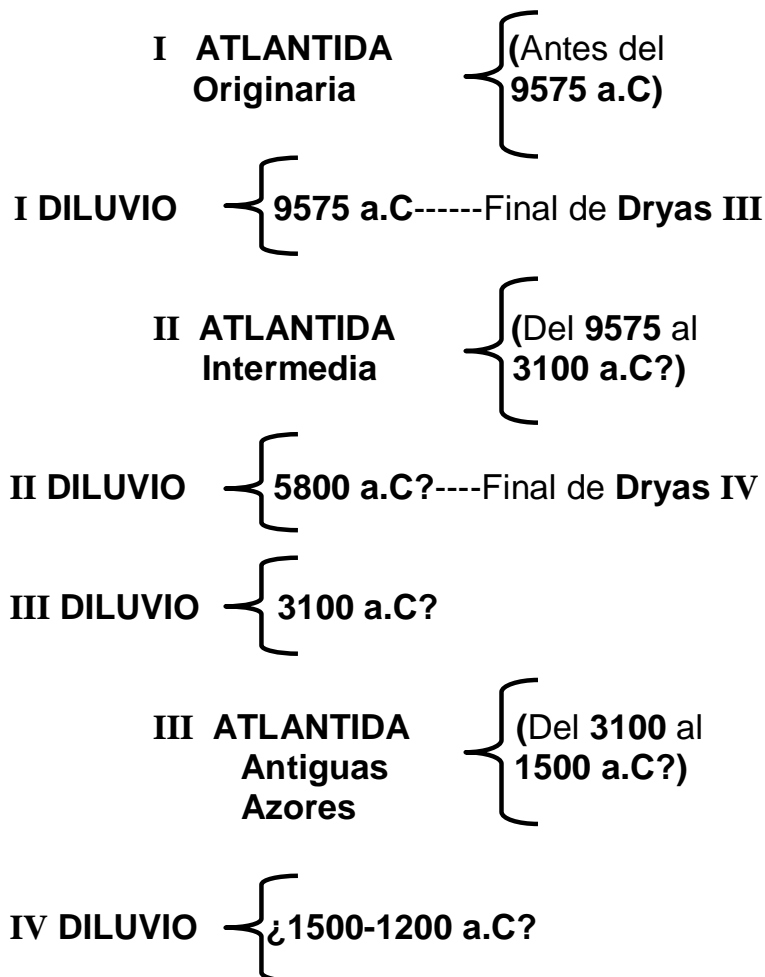 I ATLANTIDA (Antes del
Originaria 9575 a.C)
I DILUVIO 9575 a.C------Final de Dryas III
II ATLANTIDA (Del 9575 al
Intermedia 3100 a.C?)
II DILUVIO 5800 a.C?----Final de Dryas IV
III DILUVIO 3100 a.C?
III ATLANTIDA (Del 3100 al
Antiguas 1500 a.C?)
Azores
IV DILUVIO ¿1500-1200 a.C?